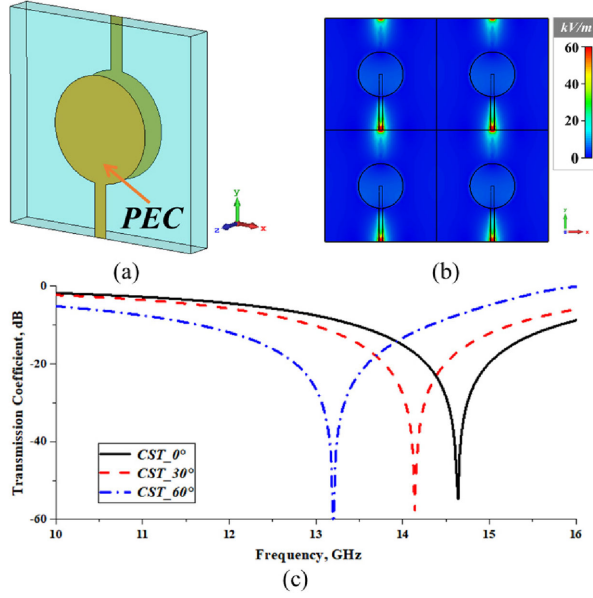 (a)
PEC
y
z
x
(b)
kV/m
60
40
20
0
x
(c)
Transmission Coefficient, dB
0
-20
-40
-60
CST_0°
CST_30°
CST_60°
10
11
12
13
14
15
16
Frequency, GHz